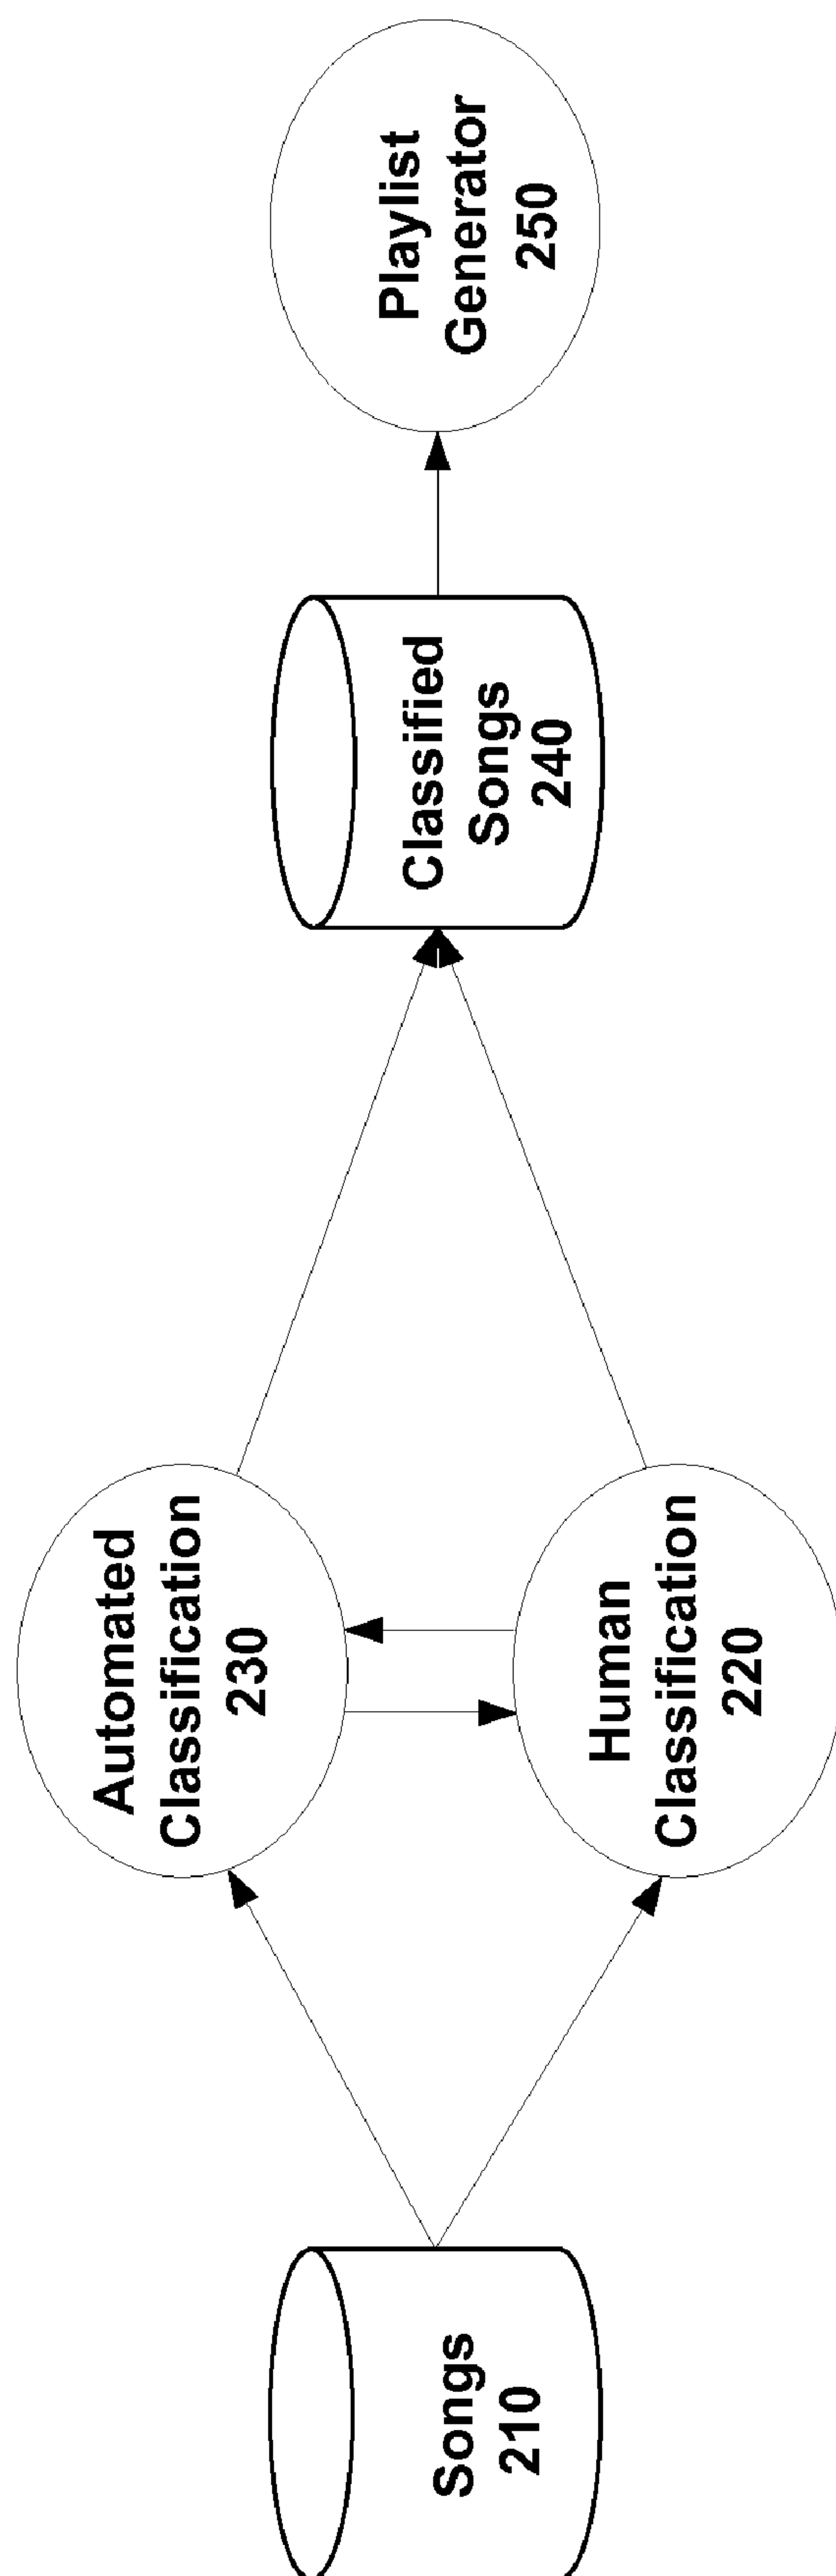 Songs
210
Automated
Classification
230
Human
Classification
220
Classified
Songs
240
Playlist
Generator
250